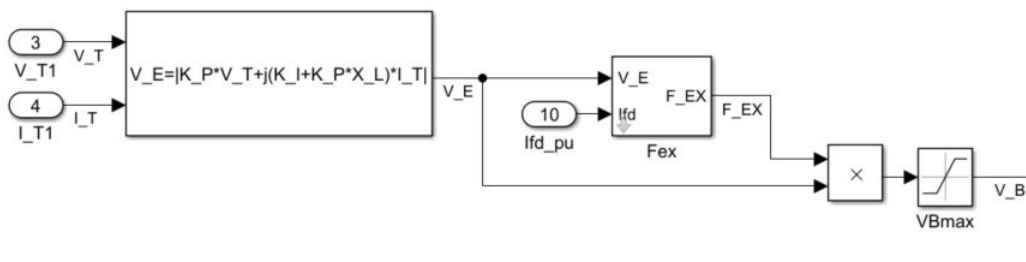 3
V_T
V_T1
4
I_T
I_T1
V_E=|K_P*V_T+j(K_I+K_P*X_L)*I_T|
V_E
V_E
F_EX
Ifd
10
Ifd_pu
Fex
F_EX
×
VBmax
V_B